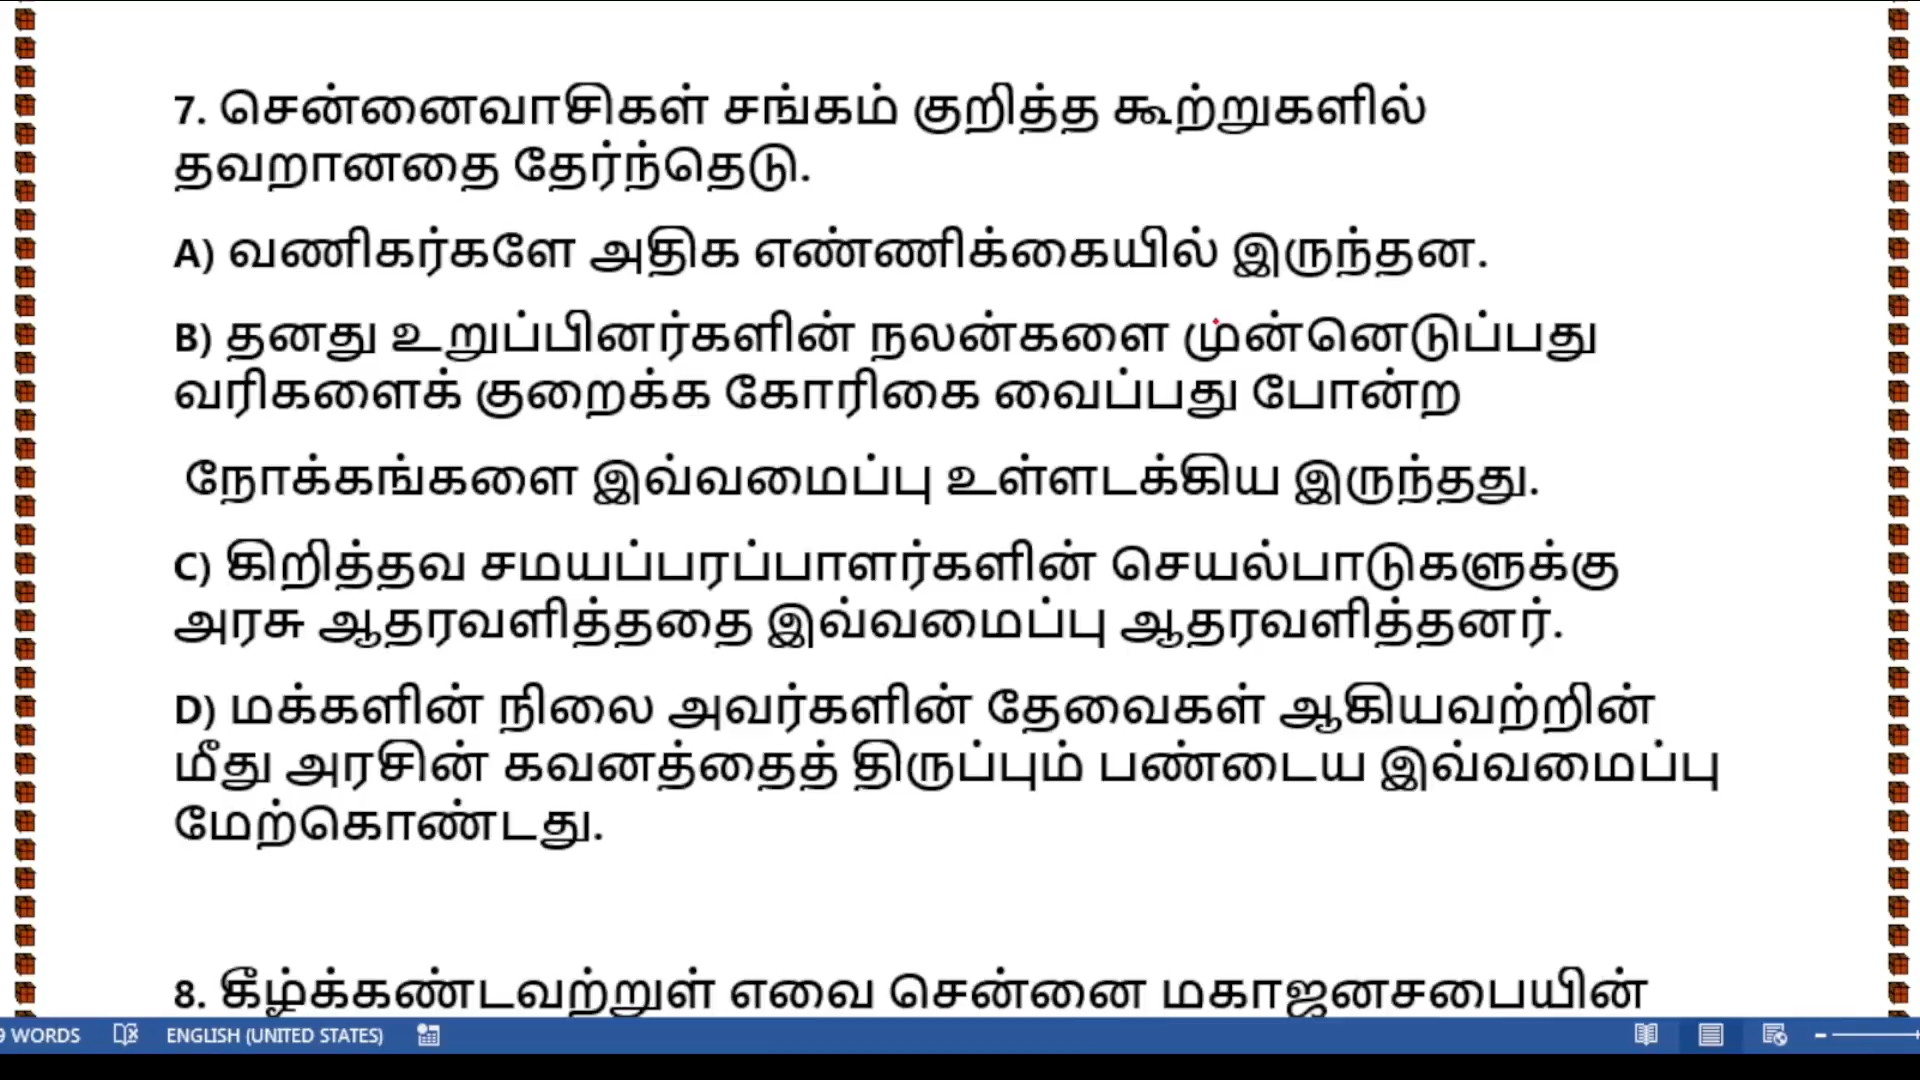 7. சென்னைவாசிகள் சங்கம் குறித்த கூற்றுகளில்
தவறானதை தேர்ந்தெடு.
A) வணிகர்களே அதிக எண்ணிக்கையில் இருந்தன.
B) தனது உறுப்பினர்களின் நலன்களை முன்னெடுப்பது
வரிகளைக் குறைக்க கோரிகை வைப்பது போன்ற
நோக்கங்களை இவ்வமைப்பு உள்ளடக்கிய இருந்தது.
C) கிறித்தவ சமயப்பரப்பாளர்களின் செயல்பாடுகளுக்கு
அரசு ஆதரவளித்ததை இவ்வமைப்பு ஆதரவளித்தனர்.
D) மக்களின் நிலை அவர்களின் தேவைகள் ஆகியவற்றின்
மீது அரசின் கவனத்தைத் திருப்பும் பண்டைய இவ்வமைப்பு
மேற்கொண்டது.
8. கீழ்க்கண்டவற்றுள் எவை சென்னை மகாஜனசபையின்
9 WORDS ENGLISH (UNITED STATES)